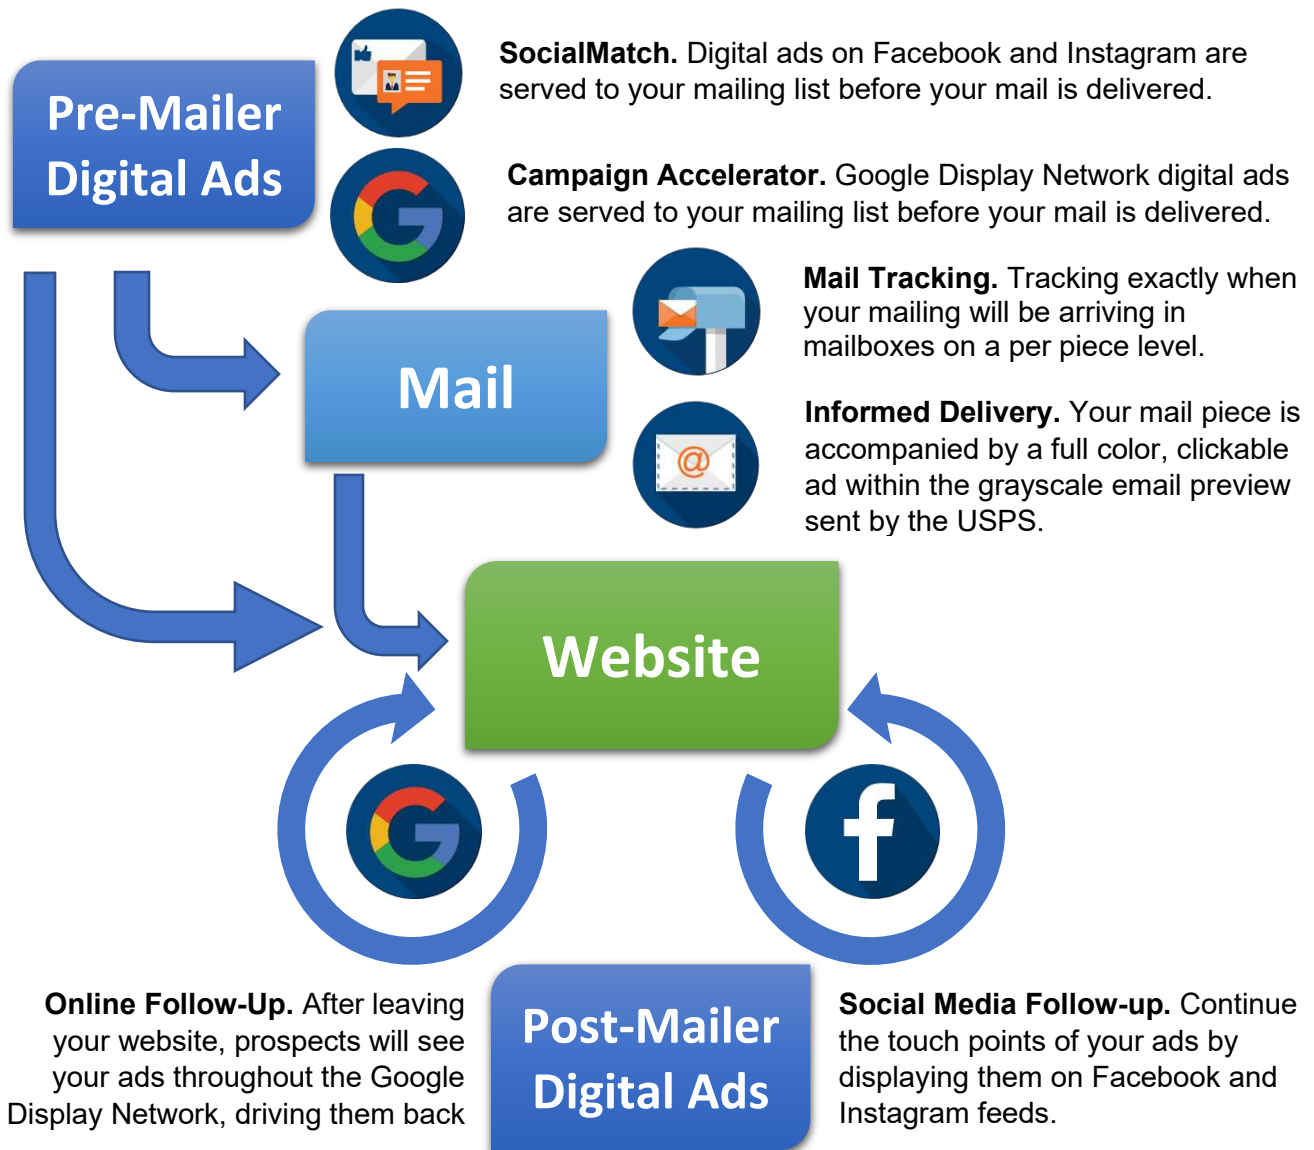 Pre-Mailer
Digital Ads
SocialMatch. Digital ads on Facebook and Instagram are
served to your mailing list before your mail is delivered.
Campaign Accelerator. Google Display Network digital ads
are served to your mailing list before your mail is delivered.
Mail
Mail Tracking. Tracking exactly when
your mailing will be arriving in
mailboxes on a per piece level.
Informed Delivery. Your mail piece is
accompanied by a full color, clickable
ad within the grayscale email preview
sent by the USPS.
Website
Online Follow-Up. After leaving
your website, prospects will see
your ads throughout the Google
Display Network, driving them back
Post-Mailer
Digital Ads
Social Media Follow-up. Continue
the touch points of your ads by
displaying them on Facebook and
Instagram feeds.